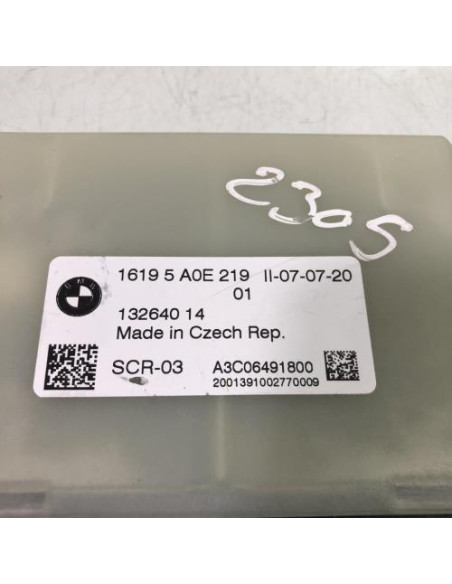 2305
BMW
1619 5 A0E 219 II-07-07-20
01
132640 14
Made in Czech Rep.
SCR-03 A3C06491800
2001391002770009